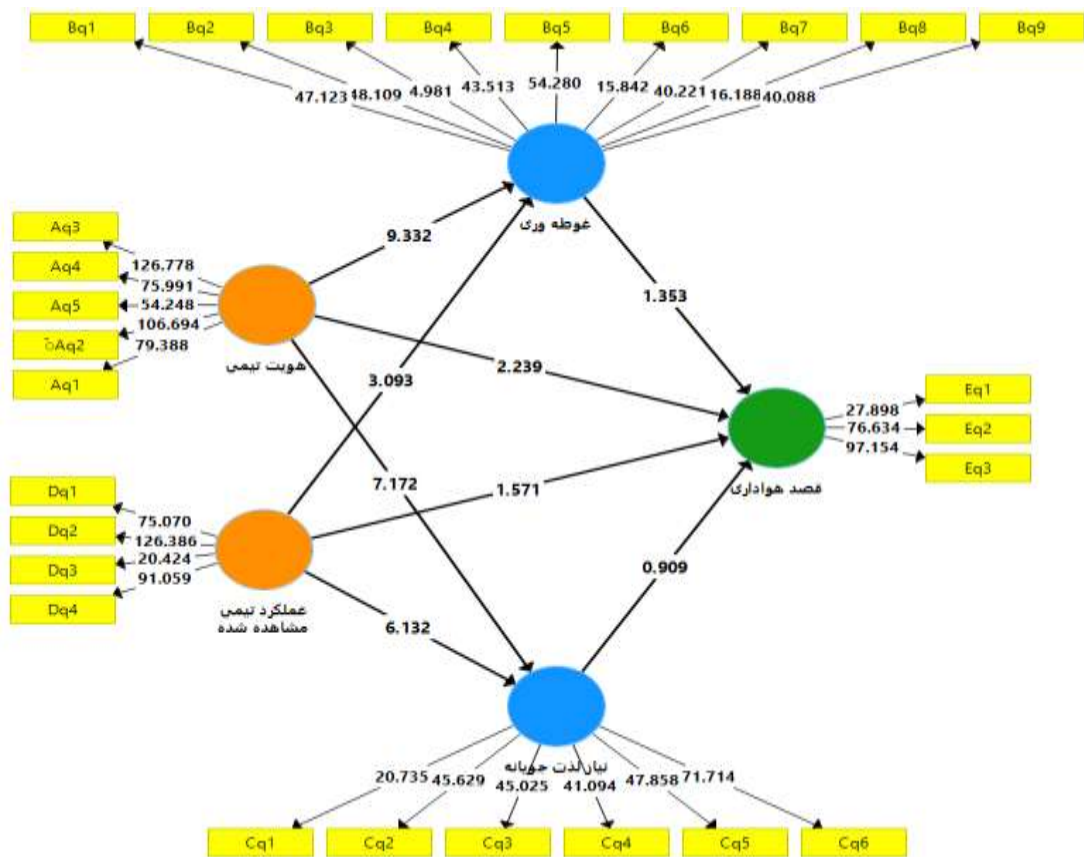 Bq1 Bq2 Bq3 Bq4 Bq5 Bq6 Bq7 Bq8 Bq9
47.123 48.109 4.981 43.513 54.280 15.842 40.221 16.188 40.088
غوطه وری
Aq3
Aq4
Aq5
Aq2
Aq1
126.778
75.991
54.248
106.694
79.388
هویت تیمی
9.332
3.093
2.239
7.172
1.353
1.571
6.132
0.909
Dq1
Dq2
Dq3
Dq4
75.070
126.386
20.424
91.059
عملکرد تیمی
مشاهده شده
قصد هواداری
27.898
76.634
97.154
Eq1
Eq2
Eq3
نیاز لذت جویانه
20.735 45.629 45.025 41.094 47.858 71.714
Cq1 Cq2 Cq3 Cq4 Cq5 Cq6